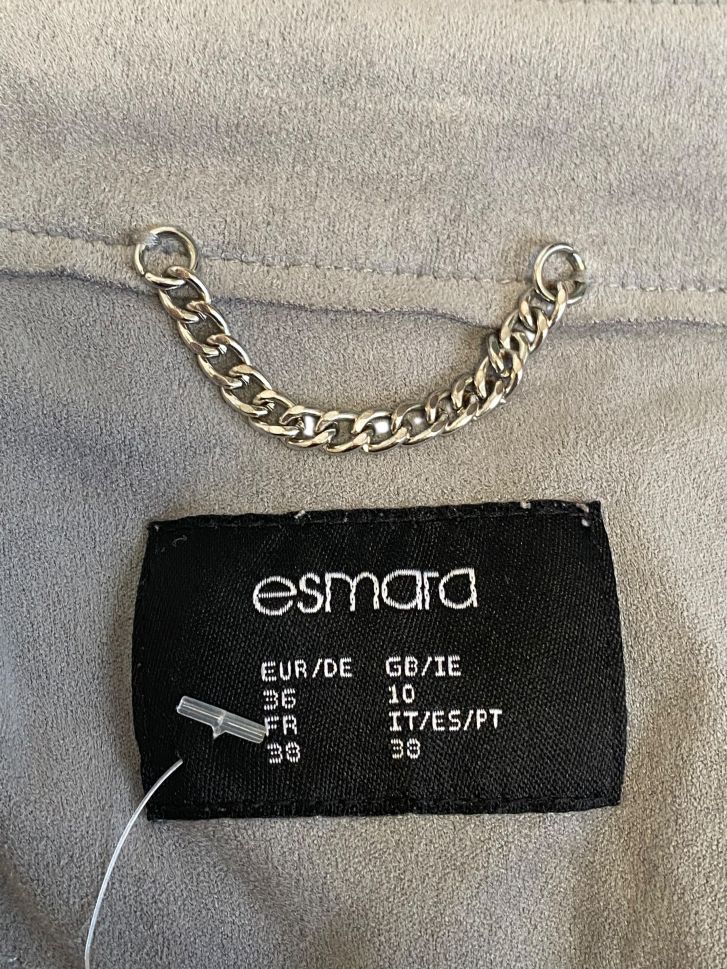 esmara
EUR/DE GB/IE
36 10
FR IT/ES/PT
38 38